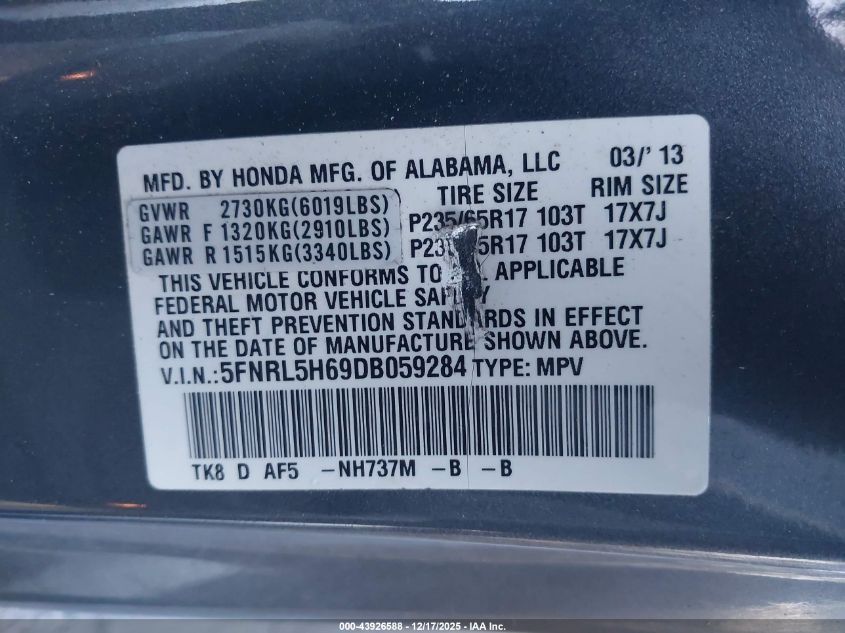 MFD. BY HONDA MFG. OF ALABAMA, LLC 03/' 13
TIRE SIZE RIM SIZE
GVWR 2730KG(6019LBS)
GAWR F 1320KG(2910LBS) P235/65R17 103T 17X7J
GAWR R 1515KG(3340LBS) 5R17 103T 17X7J
THIS VEHICLE CONFORMS TO APPLICABLE
FEDERAL MOTOR VEHICLE
AND THEFT PREVENTION STANDARDS IN EFFECT
ON THE DATE OF MANUFACTURE SHOWN ABOVE.
V.I.N.:5FNRL5H69DB059284 TYPE: MPV
TK8 D AF5 -NH737M -B -B
000-43926588 — 12/17/2025 — IAA Inc.